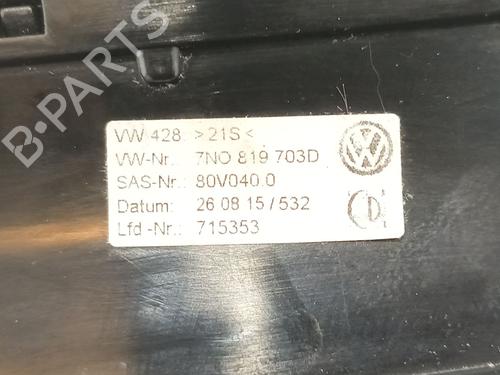 VW 428 >21S<
VW-Nr.: 7N0 819 703D
SAS-Nr.: 80V040.0
Datum: 26 08 15 / 532
Lfd -Nr.: 715353
B-PARTS